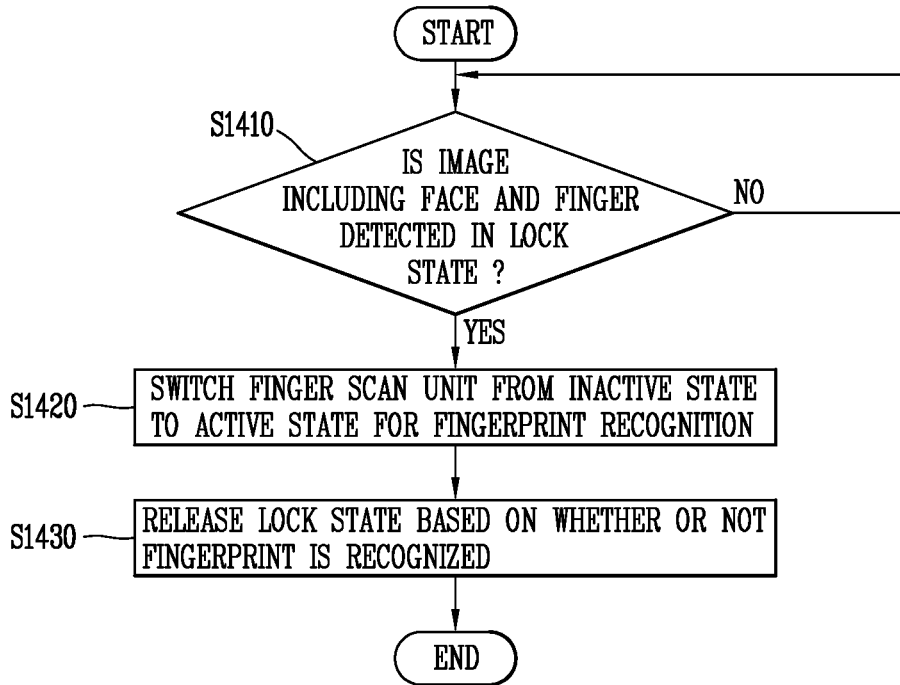 START
S1410
IS IMAGE
INCLUDING FACE AND FINGER
DETECTED IN LOCK
STATE ?
NO
YES
S1420
SWITCH FINGER SCAN UNIT FROM INACTIVE STATE
TO ACTIVE STATE FOR FINGERPRINT RECOGNITION
S1430
RELEASE LOCK STATE BASED ON WHETHER OR NOT
FINGERPRINT IS RECOGNIZED
END